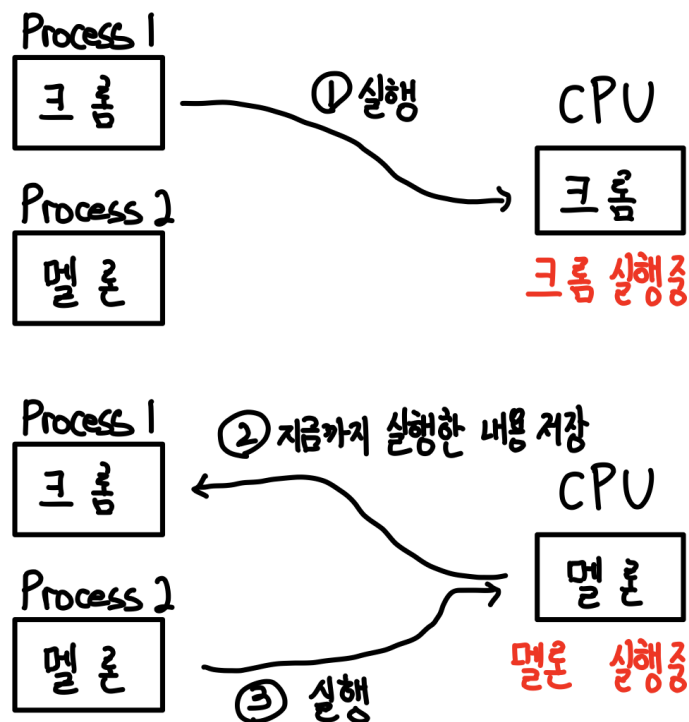 Process 1
크롬
① 실행
CPU
크롬
크롬 실행중
Process 2
멜론
Process 1
크롬
② 지금까지 실행한 내용 저장
CPU
멜론
멜론 실행중
Process 2
멜론
③ 실행